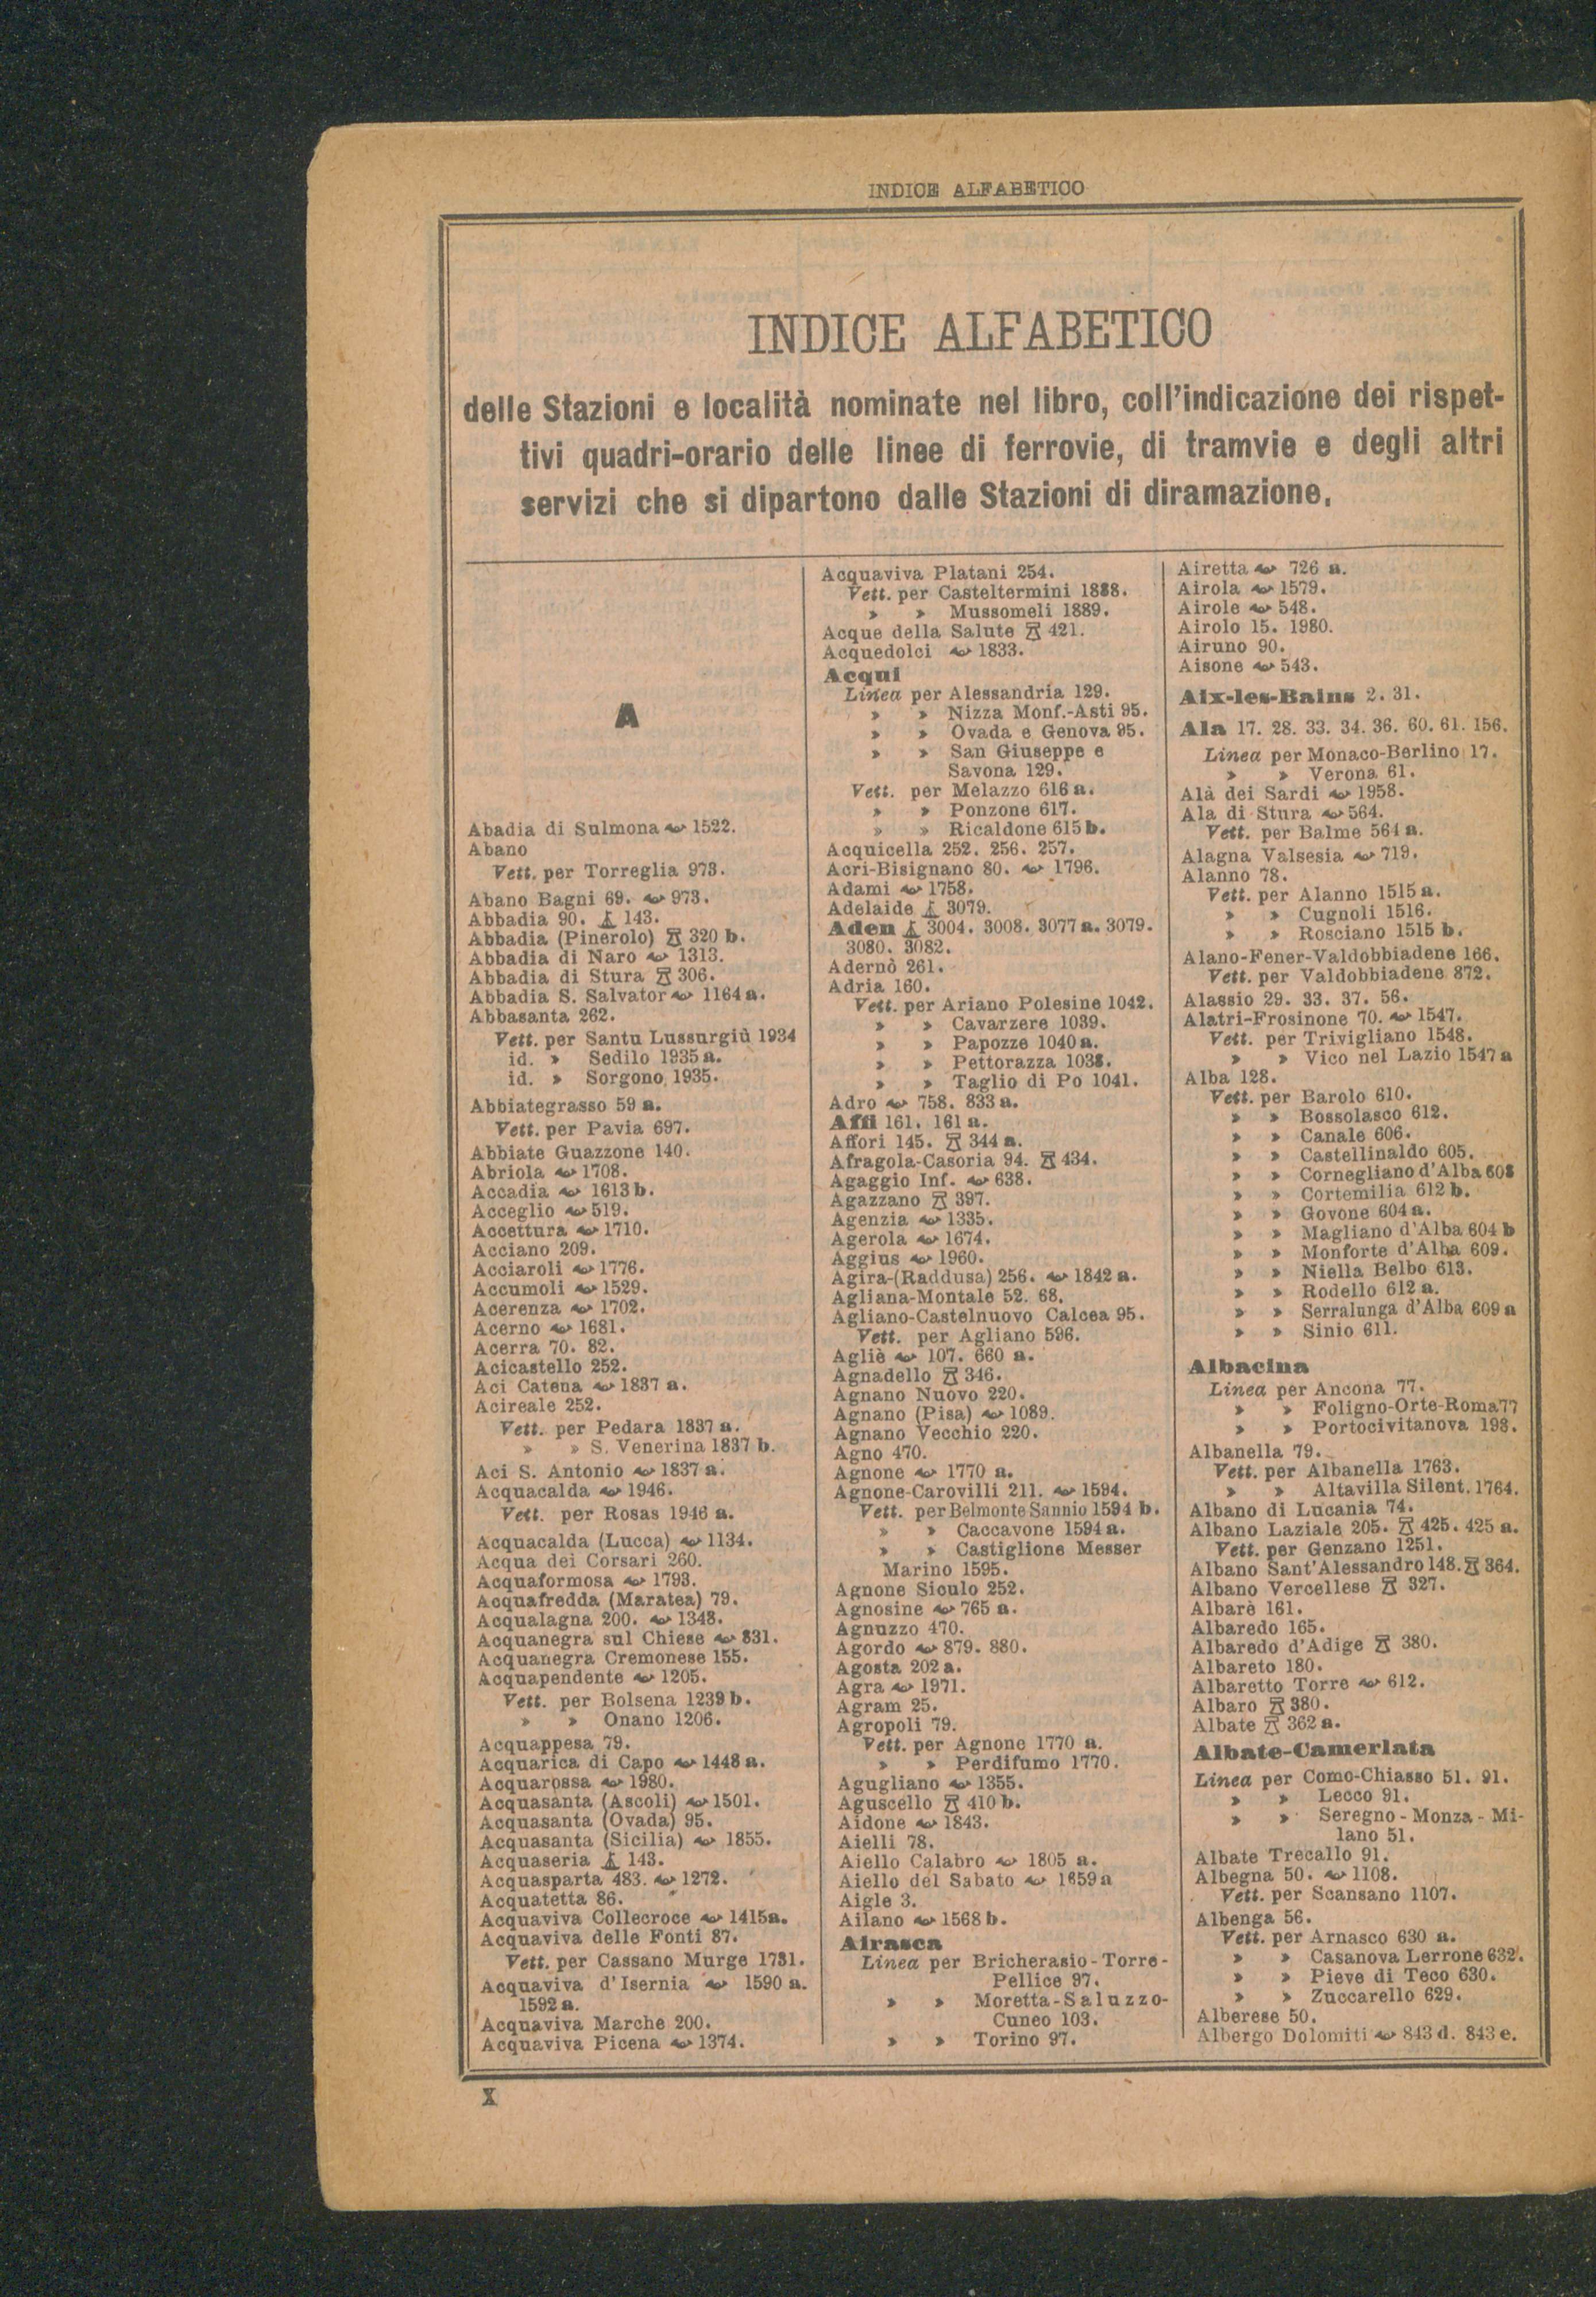 INDICE ALFABETICO
INDICE ALFABETICO
delle Stazioni e località nominate nel libro, coll'indicazione dei rispet-
tivi quadri-orario delle linee di ferrovie, di tramvie e degli altri
servizi che si dipartono dalle Stazioni di diramazione.
A
Abadia di Sulmona 1522.
Abano
Vett. per Torreglia 973.
Abano Bagni 69. 973.
Abbadia 90. 143.
Abbadia (Pinerolo) 320 b.
Abbadia di Naro 1313.
Abbadia di Stura 306.
Abbadia S. Salvator 1164 a.
Abbasanta 262.
Vett. per Santu Lussurgiù 1934
id. » Sedilo 1935 a.
id. » Sorgono 1935.
Abbiategrasso 59 a.
Vett. per Pavia 697.
Abbiate Guazzone 140.
Abriola 1708.
Accadia 1613 b.
Acceglio 519.
Accettura 1710.
Acciano 209.
Acciaroli 1776.
Accumoli 1529.
Acerenza 1702.
Acerno 1681.
Acerra 70. 82.
Acicastello 252.
Aci Catena 1837 a.
Acireale 252.
Vett. per Pedara 1837 a.
» » S. Venerina 1837 b.
Aci S. Antonio 1837 a.
Acquacalda 1946.
Vett. per Rosas 1946 a.
Acquacalda (Lucca) 1134.
Acqua dei Corsari 260.
Acquaformosa 1793.
Acquafredda (Maratea) 79.
Acqualagna 200. 1348.
Acquanegra sul Chiese 831.
Acquanegra Cremonese 155.
Acquapendente 1205.
Vett. per Bolsena 1239 b.
» » Onano 1206.
Acquappesa 79.
Acquarica di Capo 1448 a.
Acquarossa 1980.
Acquasanta (Ascoli) 1501.
Acquasanta (Ovada) 95.
Acquasanta (Sicilia) 1855.
Acquaseria 143.
Acquasparta 483. 1272.
Acquatetta 86.
Acquaviva Collecroce 1415a.
Acquaviva delle Fonti 87.
Vett. per Cassano Murge 1731.
Acquaviva d'Isernia 1590 a.
1592 a.
Acquaviva Marche 200.
Acquaviva Picena 1374.
Acquaviva Platani 254.
Vett. per Casteltermini 1888.
» » Mussomeli 1889.
Acque della Salute 421.
Acquedolci 1833.
Acqui
Linea per Alessandria 129.
» » Nizza Monf.-Asti 95.
» » Ovada e Genova 95.
» » San Giuseppe e
Savona 129.
Vett. per Melazzo 616 a.
» » Ponzone 617.
» » Ricaldone 615 b.
Acquicella 252. 256. 257.
Acri-Bisignano 80. 1796.
Adami 1758.
Adelaide 3079.
Aden 3004. 3008. 3077 a. 3079.
3080. 3082.
Adernò 261.
Adria 160.
Vett. per Ariano Polesine 1042.
» » Cavarzere 1039.
» » Papozze 1040 a.
» » Pettorazza 1038.
» » Taglio di Po 1041.
Adro 758. 833 a.
Affi 161. 161 a.
Affori 145. 344 a.
Afragola-Casoria 94. 434.
Agaggio Inf. 638.
Agazzano 397.
Agenzia 1335.
Agerola 1674.
Aggius 1960.
Agira-(Raddusa) 256. 1842 a.
Agliana-Montale 52. 68.
Agliano-Castelnuovo Calcea 95.
Vett. per Agliano 596.
Agliè 107. 660 a.
Agnadello 346.
Agnano Nuovo 220.
Agnano (Pisa) 1089.
Agnano Vecchio 220.
Agno 470.
Agnone 1770 a.
Agnone-Carovilli 211. 1594.
Vett. per Belmonte Sannio 1594 b.
» » Caccavone 1594 a.
» » Castiglione Messer
Marino 1595.
Agnone Siculo 252.
Agnosine 765 a.
Agnuzzo 470.
Agordo 879. 880.
Agosta 202 a.
Agra 1971.
Agram 25.
Agropoli 79.
Vett. per Agnone 1770 a.
» » Perdifumo 1770.
Agugliano 1355.
Aguscello 410 b.
Aidone 1843.
Aielli 78.
Aiello Calabro 1805 a.
Aiello del Sabato 1659 a
Aigle 3.
Ailano 1568 b.
Airasca
Linea per Bricherasio-Torre-
Pellice 97.
» » Moretta-Saluzzo-
Cuneo 103.
» » Torino 97.
Airetta 726 a.
Airola 1579.
Airole 548.
Airolo 15. 1980.
Airuno 90.
Aisone 543.
Aix-les-Bains 2. 31.
Ala 17. 28. 33. 34. 36. 60. 61. 156.
Linea per Monaco-Berlino 17.
» » Verona 61.
Alà dei Sardi 1958.
Ala di Stura 564.
Vett. per Balme 564 a.
Alagna Valsesia 719.
Alanno 78.
Vett. per Alanno 1515 a.
» » Cugnoli 1516.
» » Rosciano 1515 b.
Alano-Fener-Valdobbiadene 166.
Vett. per Valdobbiadene 872.
Alassio 29. 33. 37. 56.
Alatri-Frosinone 70. 1547.
Vett. per Trivigliano 1548.
» » Vico nel Lazio 1547 a
Alba 128.
Vett. per Barolo 610.
» » Bossolasco 612.
» » Canale 606.
» » Castellinaldo 605.
» » Cornegliano d'Alba 608
» » Cortemilia 612 b.
» » Govone 604 a.
» » Magliano d'Alba 604 b
» » Monforte d'Alba 609.
» » Niella Belbo 613.
» » Rodello 612 a.
» » Serralunga d'Alba 609 a
» » Sinio 611.
Albacina
Linea per Ancona 77.
» » Foligno-Orte-Roma 77
» » Portocivitanova 198.
Albanella 79.
Vett. per Albanella 1763.
» » Altavilla Silent. 1764.
Albano di Lucania 74.
Albano Laziale 205. 425. 425 a.
Vett. per Genzano 1251.
Albano Sant'Alessandro 148. 364.
Albano Vercellese 327.
Albarè 161.
Albaredo 165.
Albaredo d'Adige 380.
Albareto 180.
Albaretto Torre 612.
Albaro 380.
Albate 362 a.
Albate-Camerlata
Linea per Como-Chiasso 51. 91.
» » Lecco 91.
» » Seregno - Monza - Mi-
lano 51.
Albate Trecallo 91.
Albegna 50. 1108.
Vett. per Scansano 1107.
Albenga 56.
Vett. per Arnasco 630 a.
» » Casanova Lerrone 632.
» » Pieve di Teco 630.
» » Zuccarello 629.
Alberese 50.
Albergo Dolomiti 843 d. 843 e.
X